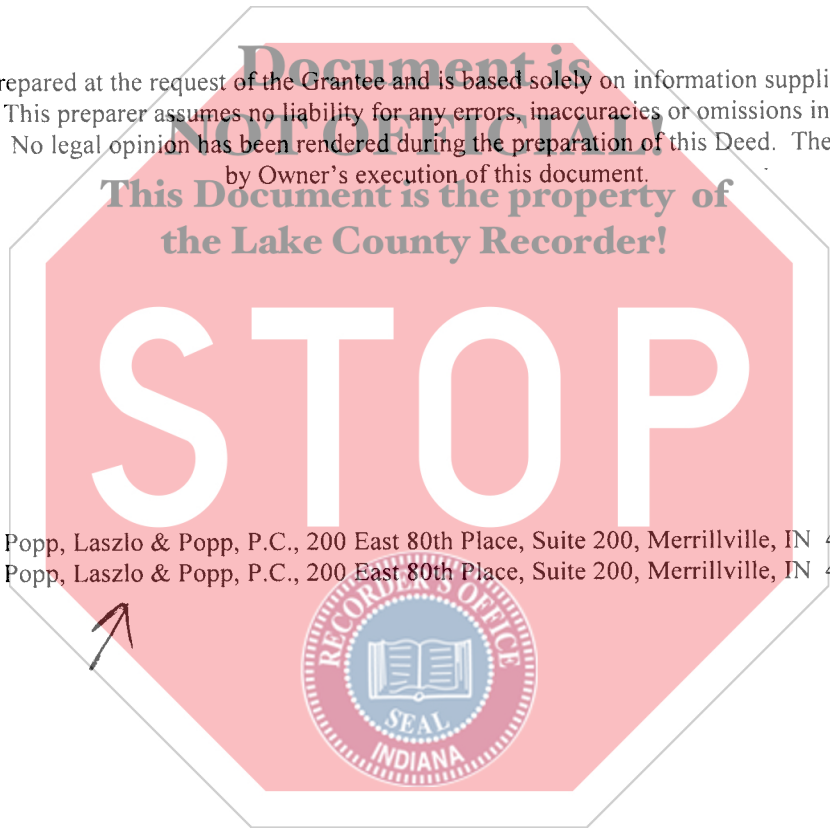 Document is
repared at the request of the Grantee and is based solely on information suppli
This preparer assumes no liability for any errors, inaccuracies or omissions in
NOT OFFICIAL!
No legal opinion has been rendered during the preparation of this Deed. The
by Owner's execution of this document.
This Document is the property of
the Lake County Recorder!
STOP
Popp, Laszlo & Popp, P.C., 200 East 80th Place, Suite 200, Merrillville, IN 4
Popp, Laszlo & Popp, P.C., 200 East 80th Place, Suite 200, Merrillville, IN 4
RECORDER'S OFFICE
SEAL
INDIANA